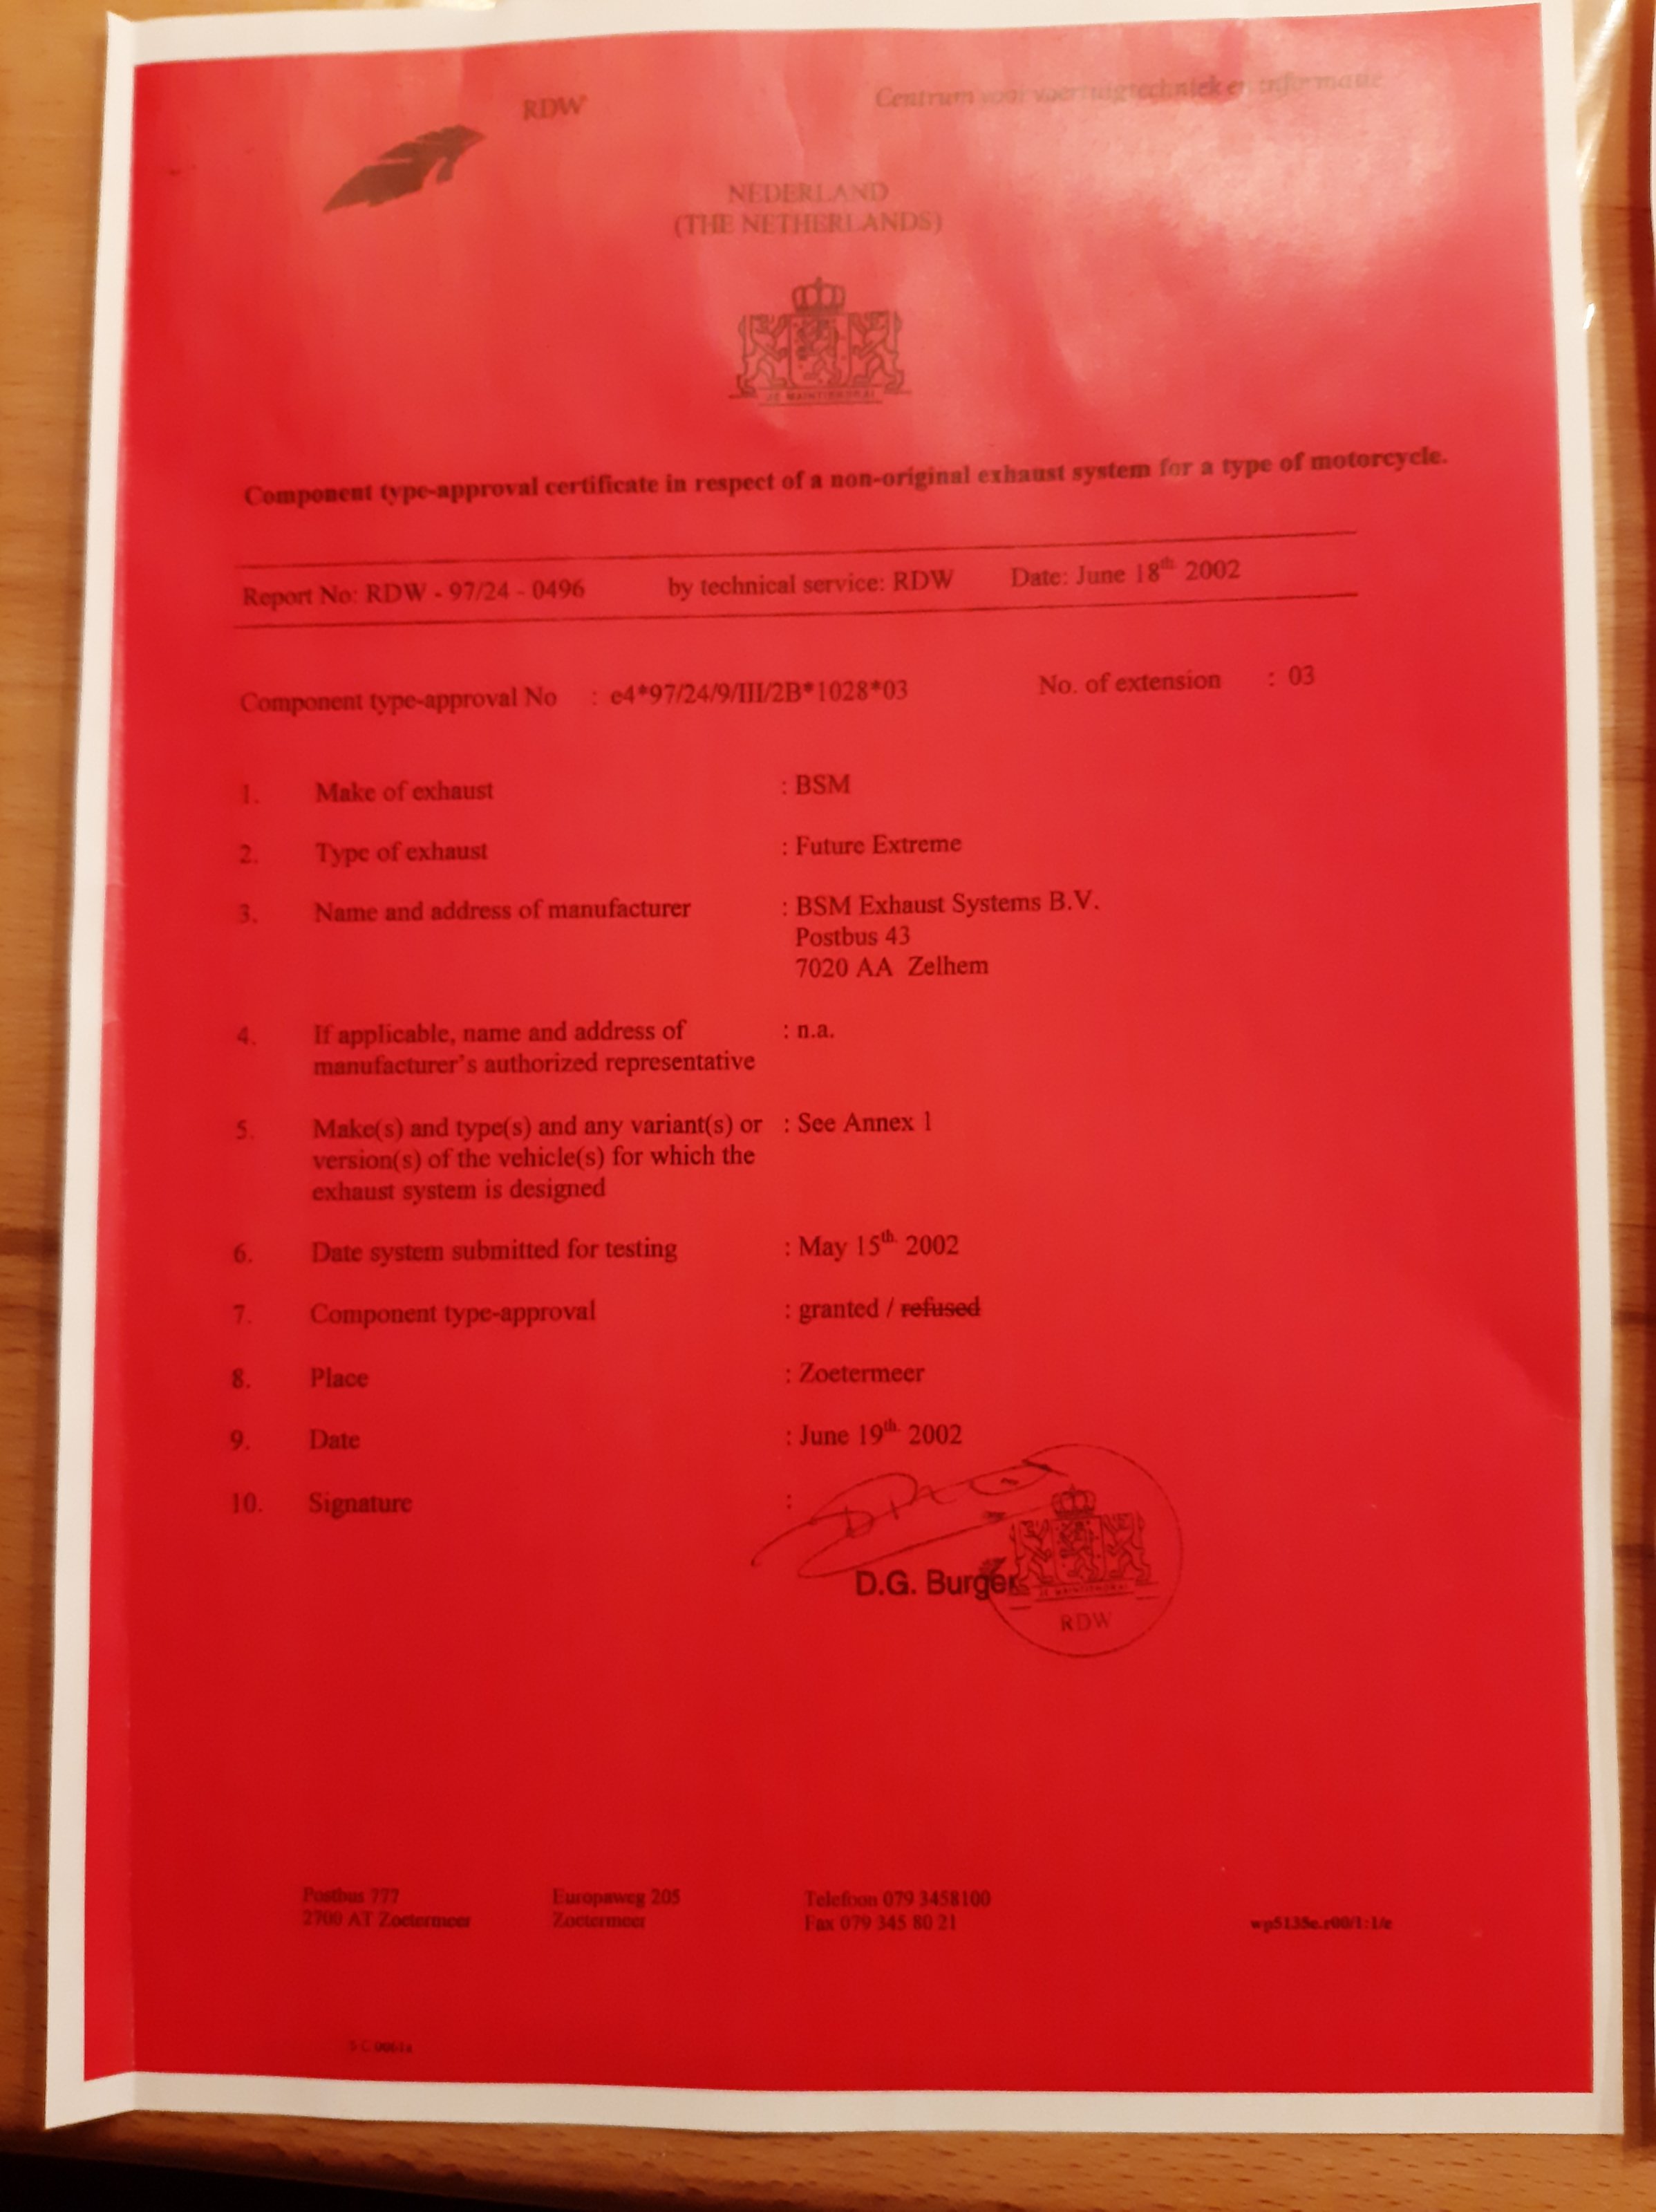 RDW
Centrum voor voertuigtechniek en informatie
NEDERLAND
(THE NETHERLANDS)
JE MAINTIENDRAI
Component type-approval certificate in respect of a non-original exhaust system for a type of motorcycle.
Report No: RDW - 97/24 - 0496 by technical service: RDW Date: June 18th 2002
Component type-approval No : e4*97/24/9/III/2B*1028*03 No. of extension : 03
1. Make of exhaust : BSM
2. Type of exhaust : Future Extreme
3. Name and address of manufacturer : BSM Exhaust Systems B.V.
Postbus 43
7020 AA Zelhem
4. If applicable, name and address of : n.a.
manufacturer's authorized representative
5. Make(s) and type(s) and any variant(s) or : See Annex 1
version(s) of the vehicle(s) for which the
exhaust system is designed
6. Date system submitted for testing : May 15th. 2002
7. Component type-approval : granted / refused
8. Place : Zoetermeer
9. Date : June 19th. 2002
10. Signature :
D.G. Burger
JE MAINTIENDRAI
RDW
Postbus 777 Europaweg 205 Telefoon 079 3458100
2700 AT Zoetermeer Zoetermeer Fax 079 345 80 21 wp5135e.r00/1:1/e
5 C 0061a